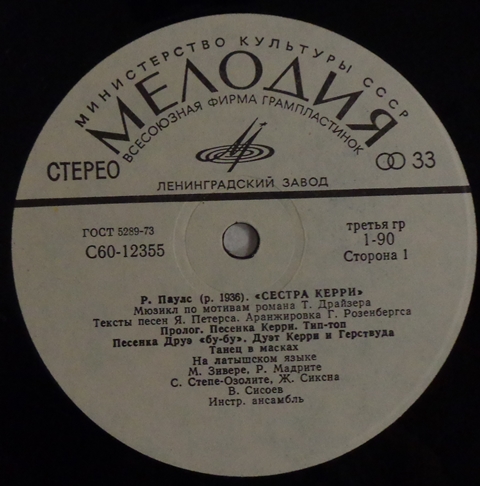 МИНИСТЕРСТВО КУЛЬТУРЫ СССР
МЕЛОДИЯ
ВСЕСОЮЗНАЯ ФИРМА ГРАМПЛАСТИНОК
СТЕРЕО
33
ЛЕНИНГРАДСКИЙ ЗАВОД
ГОСТ 5289-73
С60-12355
третья гр
1-90
Сторона 1
Р. Паулс (р. 1936). «СЕСТРА КЕРРИ»
Мюзикл по мотивам романа Т. Драйзера
Тексты песен Я. Петерса. Аранжировка Г. Розенбергса
Пролог. Песенка Керри. Тип-топ
Песенка Друэ «бу-бу». Дуэт Керри и Герствуда
Танец в масках
На латышском языке
М. Зивере, Р. Мадрите
С. Степе-Озолите, Ж. Сиксна
В. Сисоев
Инстр. ансамбль